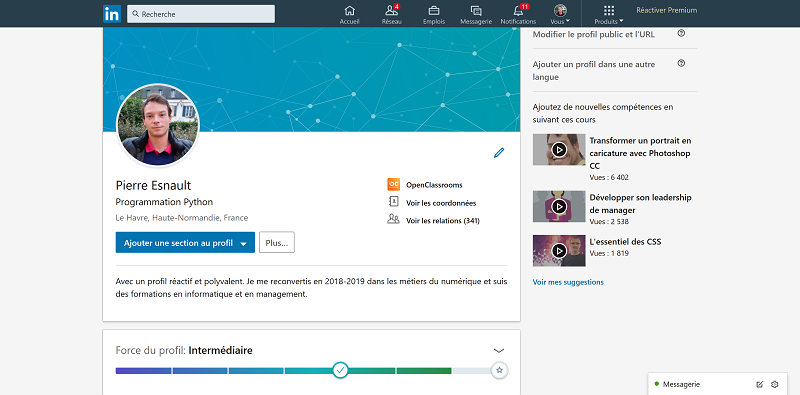 in
Recherche
Accueil
4
Réseau
Emplois
Messagerie
11
Notifications
Vous
Produits
Réactiver Premium
Modifier le profil public et l'URL
Ajouter un profil dans une autre
langue
Ajoutez de nouvelles compétences en
suivant ces cours
Transformer un portrait en
caricature avec Photoshop
CC
Vues : 6 402
Développer son leadership
de manager
Vues : 2 538
L'essentiel des CSS
Vues : 1 819
Voir mes suggestions
Pierre Esnault
Programmation Python
Le Havre, Haute-Normandie, France
OC
OpenClassrooms
Voir les coordonnées
Voir les relations (341)
Ajouter une section au profil
Plus...
Avec un profil réactif et polyvalent. Je me reconvertis en 2018-2019 dans les métiers du numérique et suis
des formations en informatique et en management.
Force du profil: Intermédiaire
Messagerie